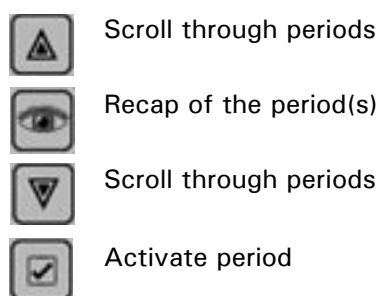 Scroll through periods
Recap of the period(s)
Scroll through periods
Activate period